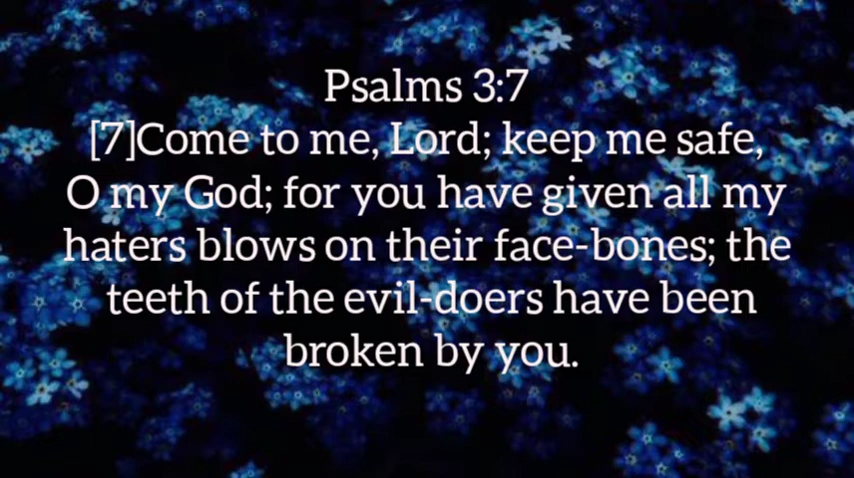 Psalms 3:7
[7]Come to me, Lord; keep me safe,
O my God; for you have given all my
haters blows on their face-bones; the
teeth of the evil-doers have been
broken by you.